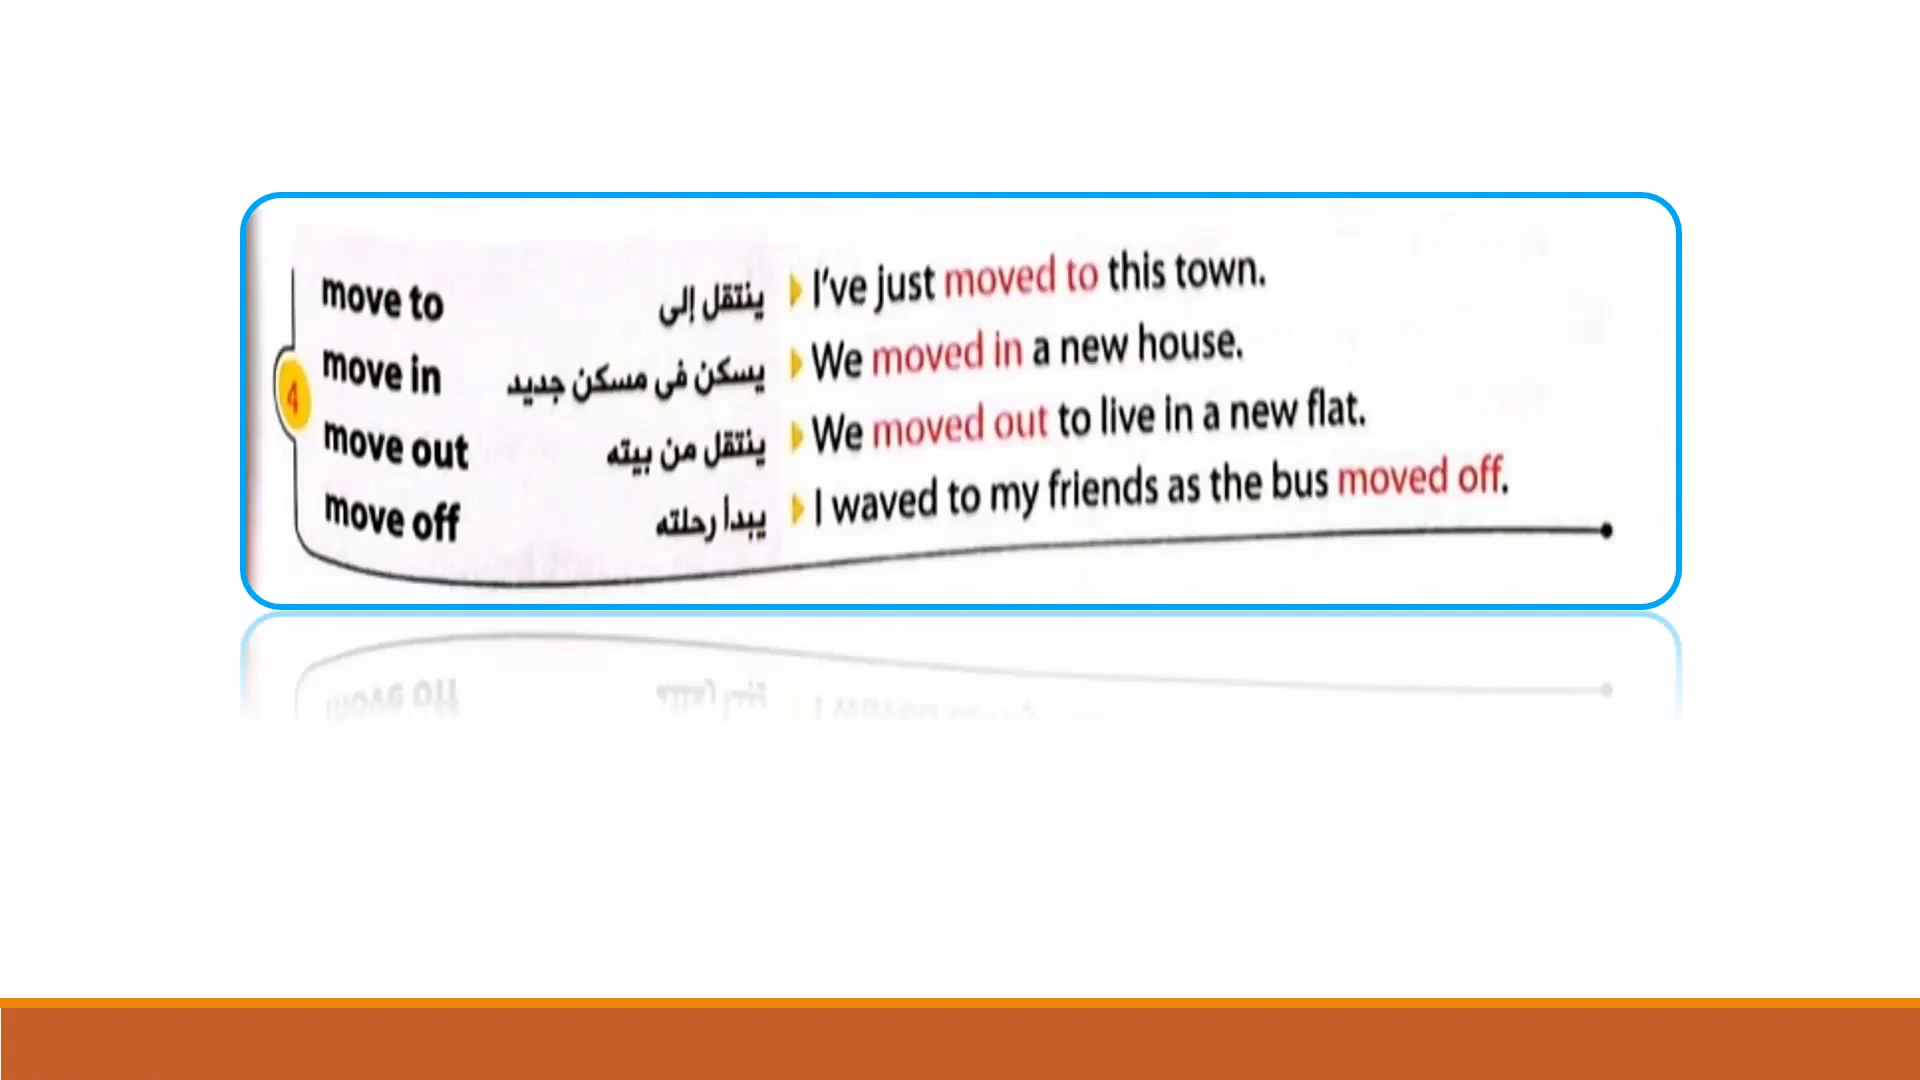 move to ينتقل إلى I've just moved to this town.
move in يسكن فى مسكن جديد We moved in a new house.
4
move out ينتقل من بيته We moved out to live in a new flat.
move off يبدأ رحلته I waved to my friends as the bus moved off.